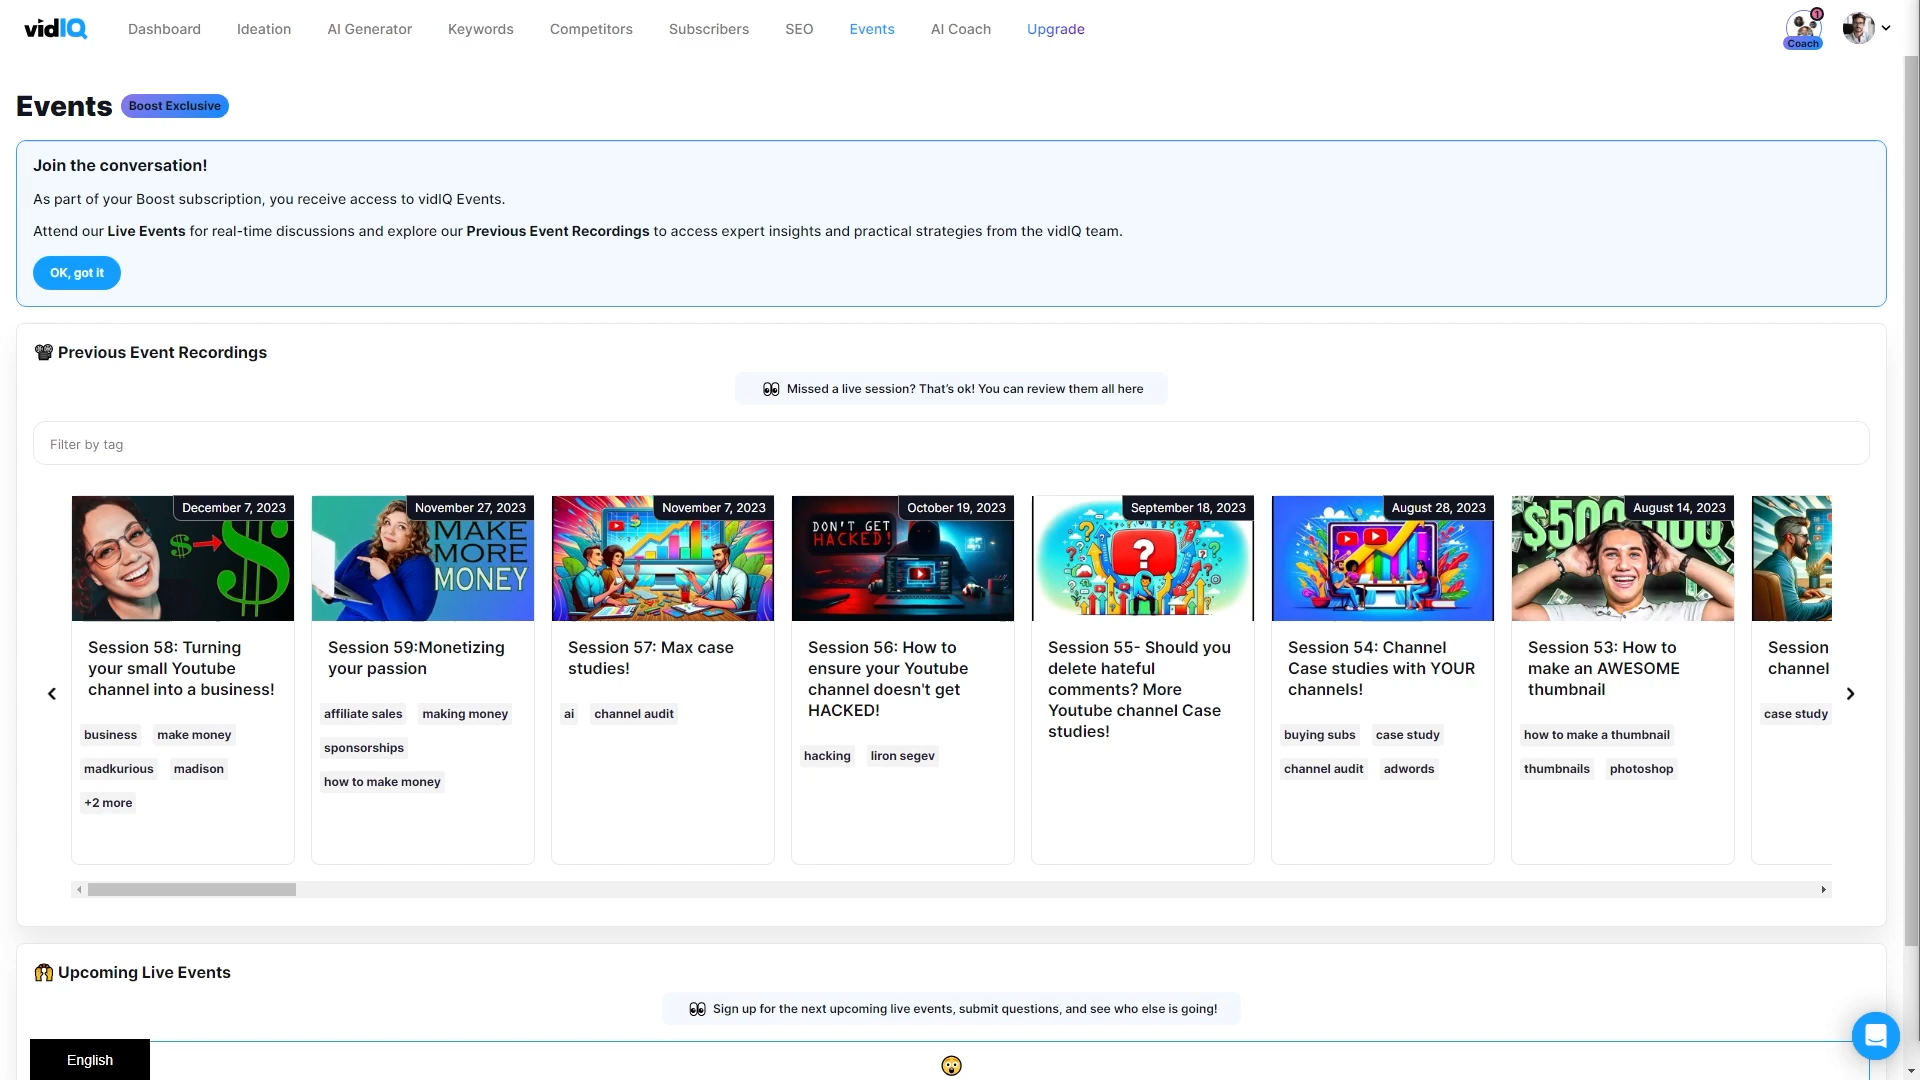 vidIQ
Dashboard
Ideation
AI Generator
Keywords
Competitors
Subscribers
SEO
Events
AI Coach
Upgrade
1
Coach
Events
Boost Exclusive
Join the conversation!
As part of your Boost subscription, you receive access to vidIQ Events.
Attend our Live Events for real-time discussions and explore our Previous Event Recordings to access expert insights and practical strategies from the vidIQ team.
OK, got it
Previous Event Recordings
Missed a live session? That's ok! You can review them all here
Filter by tag
December 7, 2023
Session 58: Turning
your small Youtube
channel into a business!
business
make money
madkurious
madison
+2 more
November 27, 2023
MAKE
MORE
MONEY
Session 59:Monetizing
your passion
affiliate sales
making money
sponsorships
how to make money
November 7, 2023
Session 57: Max case
studies!
ai
channel audit
October 19, 2023
DON'T GET
HACKED!
Session 56: How to
ensure your Youtube
channel doesn't get
HACKED!
hacking
liron segev
September 18, 2023
Session 55- Should you
delete hateful
comments? More
Youtube channel Case
studies!
August 28, 2023
Session 54: Channel
Case studies with YOUR
channels!
buying subs
case study
channel audit
adwords
August 14, 2023
Session 53: How to
make an AWESOME
thumbnail
how to make a thumbnail
thumbnails
photoshop
Session
channel
case study
Upcoming Live Events
Sign up for the next upcoming live events, submit questions, and see who else is going!
English